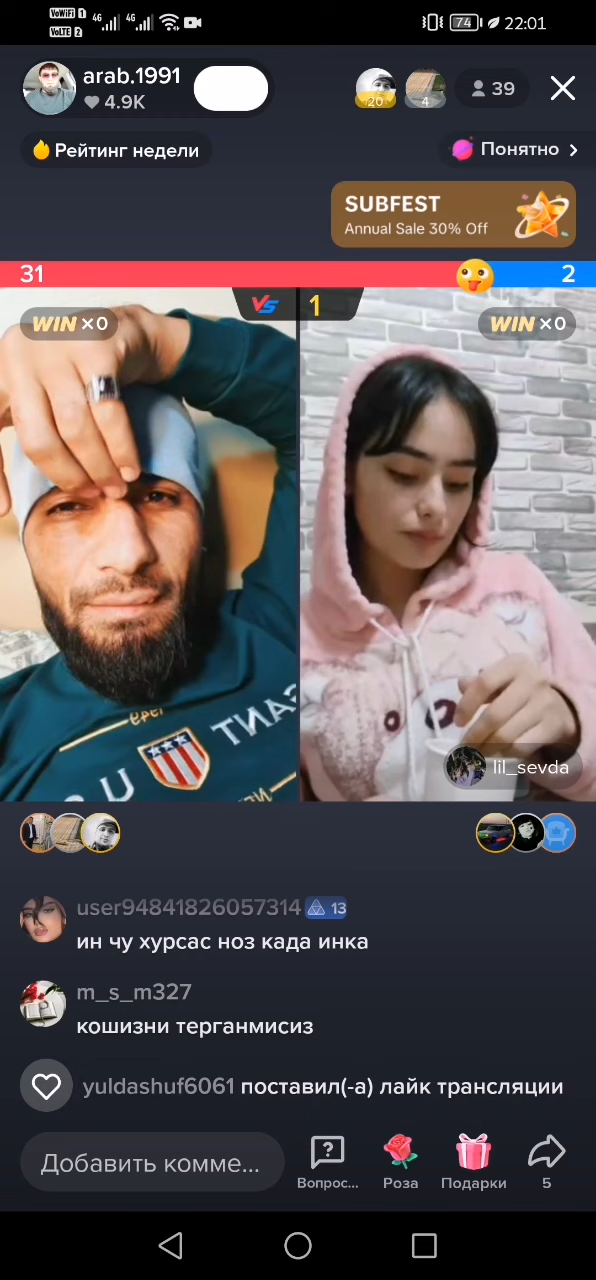 VoWiFi 1
VoLTE 2
4G
4G
74
22:01
arab.1991
4.9K
20
4
39
Рейтинг недели
Понятно >
SUBFEST
Annual Sale 30% Off
31
2
WIN ×0
VS 1
WIN ×0
lil_sevda
user94841826057314 13
ин чу хурсас ноз када инка
m_s_m327
кошизни терганмисиз
yuldashuf6061 поставил(-а) лайк трансляции
Добавить комме...
Вопрос...
Роза
Подарки
5